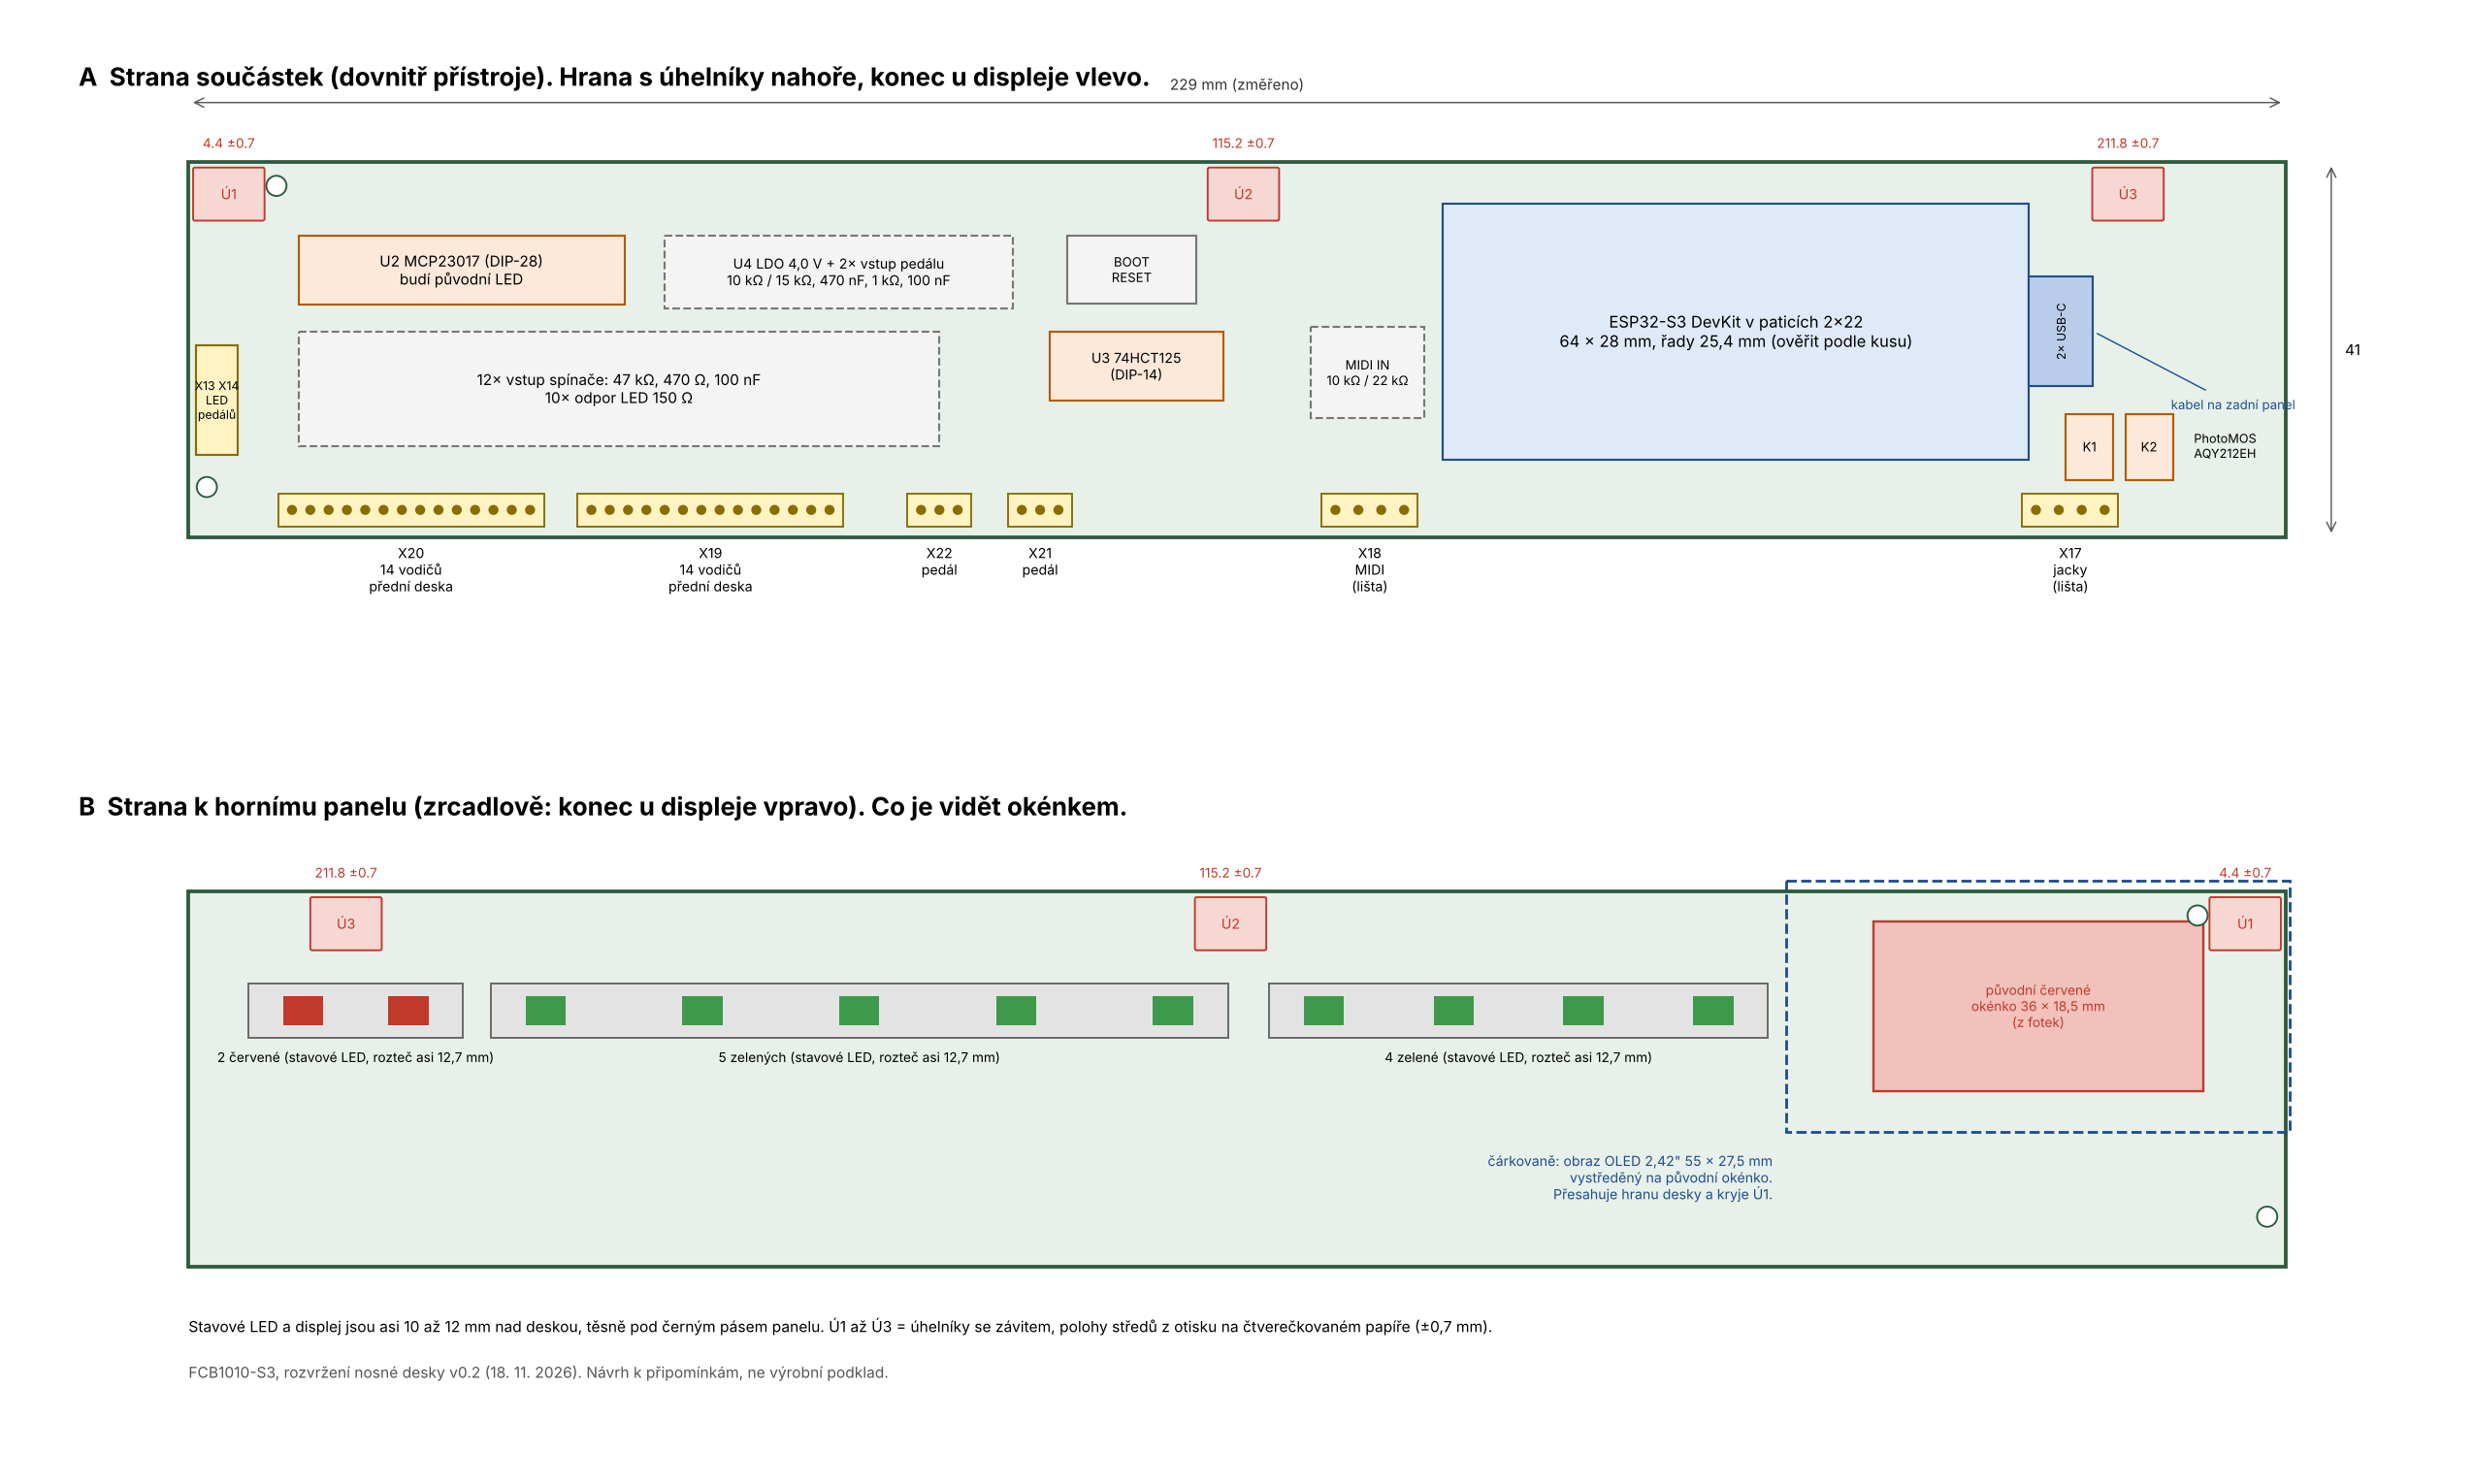 A Strana součástek (dovnitř přístroje). Hrana s úhelníky nahoře, konec u displeje vlevo.
229 mm (změřeno)
4.4 ±0.7
115.2 ±0.7
211.8 ±0.7
Ú1
Ú2
Ú3
U2 MCP23017 (DIP-28)
budí původní LED
U4 LDO 4,0 V + 2× vstup pedálu
10 kΩ / 15 kΩ, 470 nF, 1 kΩ, 100 nF
BOOT
RESET
ESP32-S3 DevKit v paticích 2×22
64 × 28 mm, řady 25,4 mm (ověřit podle kusu)
2× USB-C
41
X13 X14
LED
pedálů
12× vstup spínače: 47 kΩ, 470 Ω, 100 nF
10× odpor LED 150 Ω
U3 74HCT125
(DIP-14)
MIDI IN
10 kΩ / 22 kΩ
kabel na zadní panel
K1
K2
PhotoMOS
AQY212EH
X20
14 vodičů
přední deska
X19
14 vodičů
přední deska
X22
pedál
X21
pedál
X18
MIDI
(lišta)
X17
jacky
(lišta)
B Strana k hornímu panelu (zrcadlově: konec u displeje vpravo). Co je vidět okénkem.
211.8 ±0.7
115.2 ±0.7
4.4 ±0.7
Ú3
Ú2
Ú1
původní červené
okénko 36 × 18,5 mm
(z fotek)
2 červené (stavové LED, rozteč asi 12,7 mm)
5 zelených (stavové LED, rozteč asi 12,7 mm)
4 zelené (stavové LED, rozteč asi 12,7 mm)
čárkovaně: obraz OLED 2,42" 55 × 27,5 mm
vystředěný na původní okénko.
Přesahuje hranu desky a kryje Ú1.
Stavové LED a displej jsou asi 10 až 12 mm nad deskou, těsně pod černým pásem panelu. Ú1 až Ú3 = úhelníky se závitem, polohy středů z otisku na čtverečkovaném papíře (±0,7 mm).
FCB1010-S3, rozvržení nosné desky v0.2 (18. 11. 2026). Návrh k připomínkám, ne výrobní podklad.